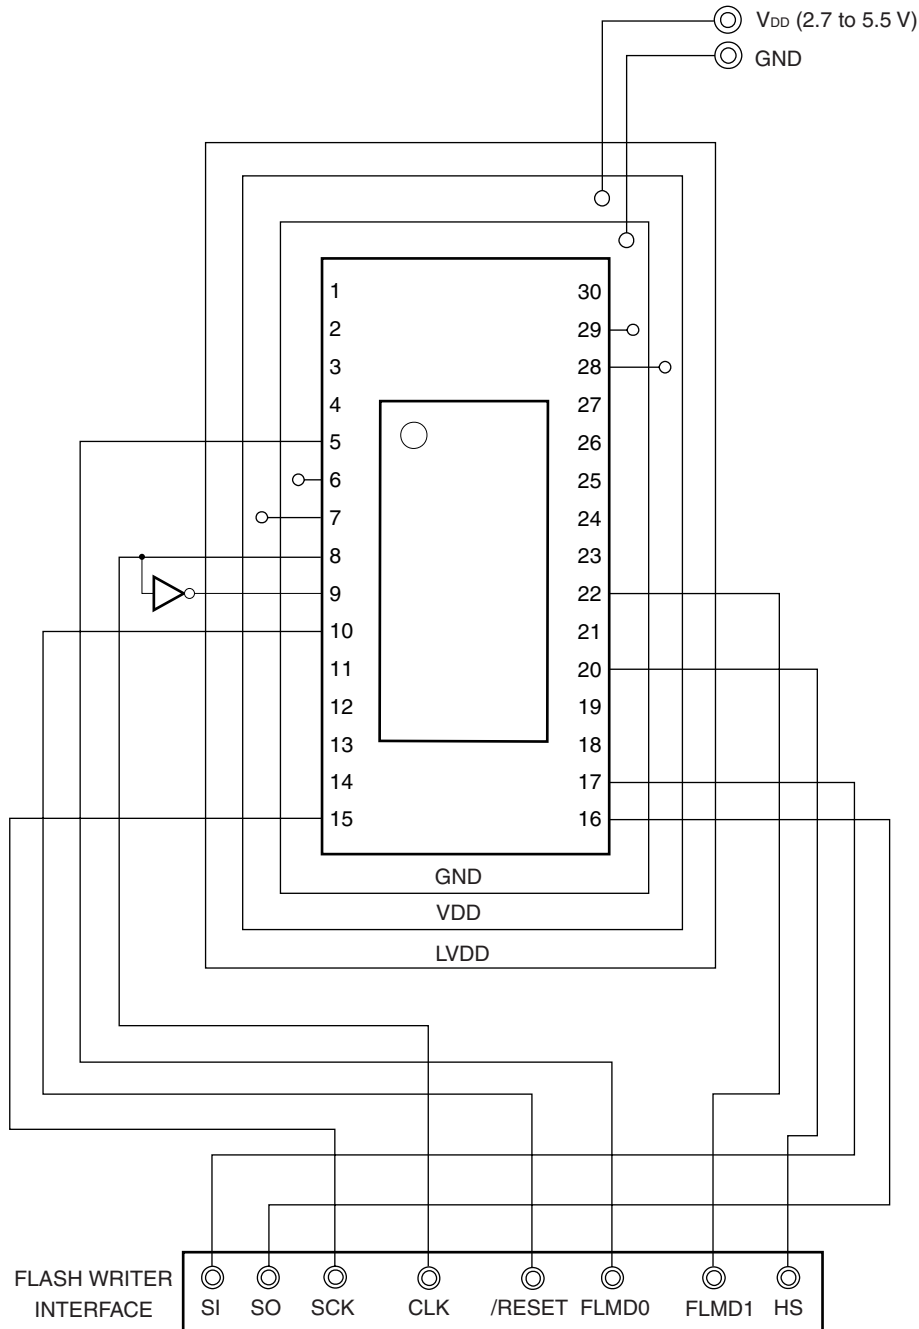 VDD (2.7 to 5.5 V)
GND
1 30
2 29
3 28
4 27
5 26
6 25
7 24
8 23
9 22
10 21
11 20
12 19
13 18
14 17
15 16
GND
VDD
LVDD
FLASH WRITER
INTERFACE
SI SO SCK CLK /RESET FLMD0 FLMD1 HS